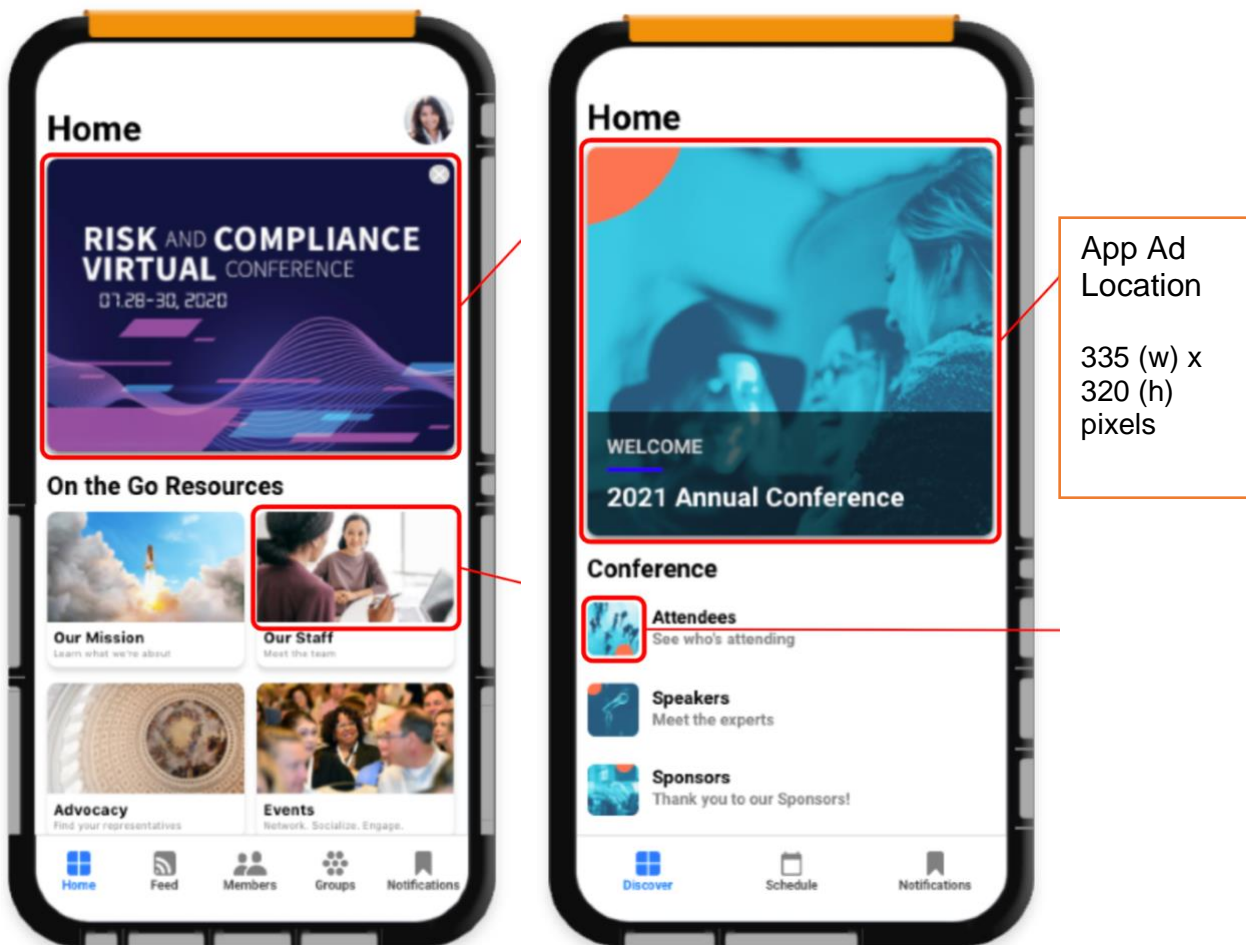 Home
RISK AND COMPLIANCE
VIRTUAL CONFERENCE
07.28-30, 2020
On the Go Resources
Our Mission
Learn what we're about
Our Staff
Meet the team
Advocacy
Find your representatives
Events
Network. Socialize. Engage.
Home
Feed
Members
Groups
Notifications
Home
WELCOME
2021 Annual Conference
Conference
Attendees
See who's attending
Speakers
Meet the experts
Sponsors
Thank you to our Sponsors!
Discover
Schedule
Notifications
App Ad
Location
335 (w) x
320 (h)
pixels